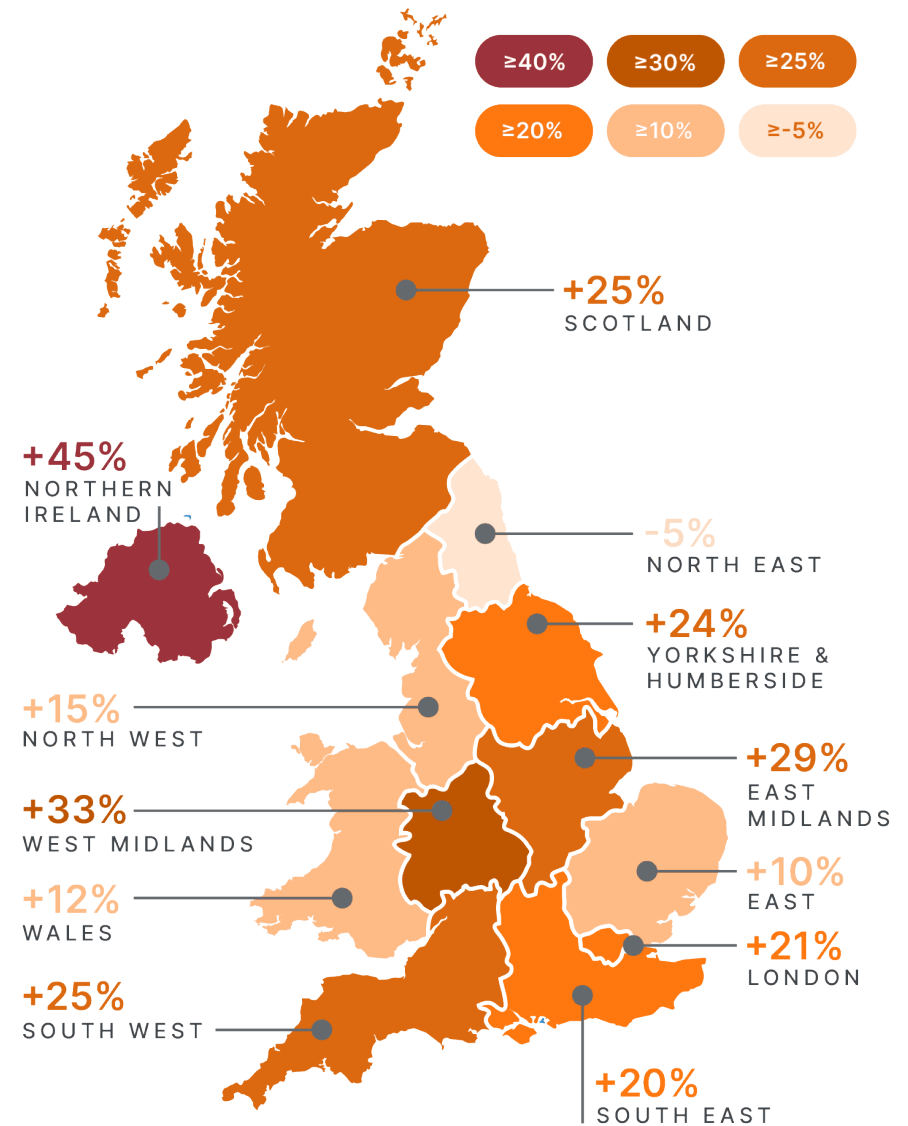 ≥40% ≥30% ≥25%
≥20% ≥10% ≥-5%
+25%
SCOTLAND
+45%
NORTHERN
IRELAND
-5%
NORTH EAST
+24%
YORKSHIRE &
HUMBERSIDE
+15%
NORTH WEST
+29%
EAST
MIDLANDS
+33%
WEST MIDLANDS
+10%
EAST
+12%
WALES
+21%
LONDON
+25%
SOUTH WEST
+20%
SOUTH EAST